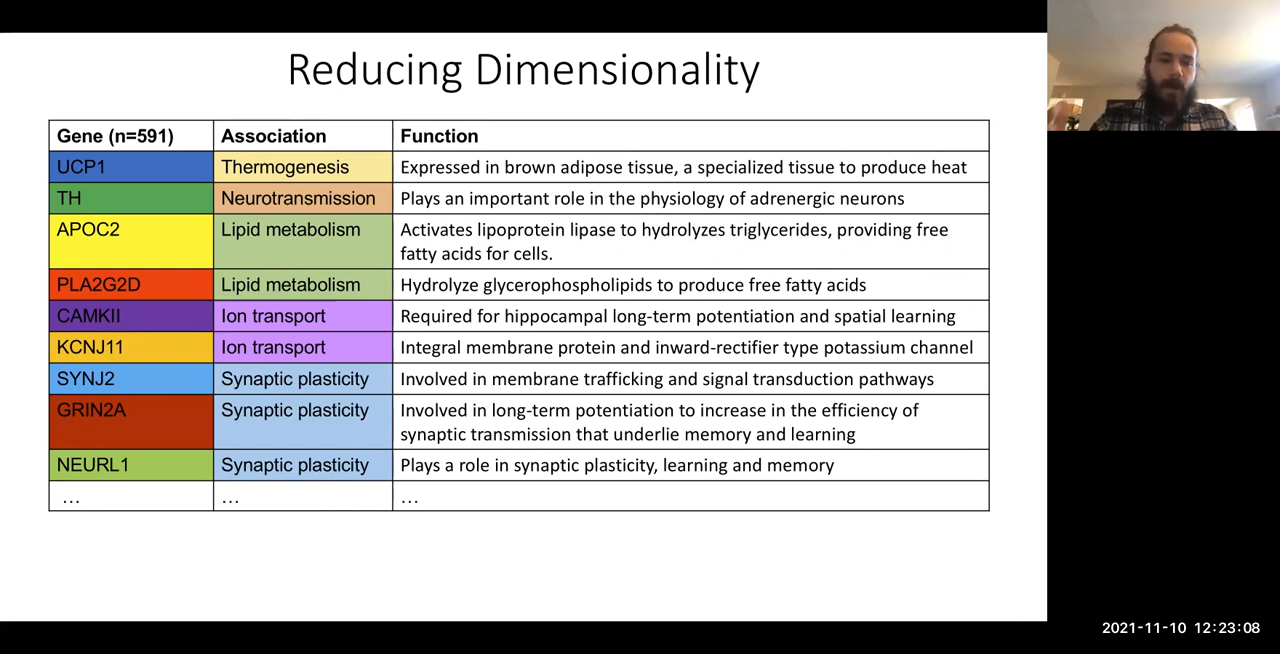 Reducing Dimensionality
Gene (n=591) Association Function
UCP1 Thermogenesis Expressed in brown adipose tissue, a specialized tissue to produce heat
TH Neurotransmission Plays an important role in the physiology of adrenergic neurons
APOC2 Lipid metabolism Activates lipoprotein lipase to hydrolyzes triglycerides, providing free
fatty acids for cells.
PLA2G2D Lipid metabolism Hydrolyze glycerophospholipids to produce free fatty acids
CAMKII Ion transport Required for hippocampal long-term potentiation and spatial learning
KCNJ11 Ion transport Integral membrane protein and inward-rectifier type potassium channel
SYNJ2 Synaptic plasticity Involved in membrane trafficking and signal transduction pathways
GRIN2A Synaptic plasticity Involved in long-term potentiation to increase in the efficiency of
synaptic transmission that underlie memory and learning
NEURL1 Synaptic plasticity Plays a role in synaptic plasticity, learning and memory
… … …
2021-11-10 12:23:08